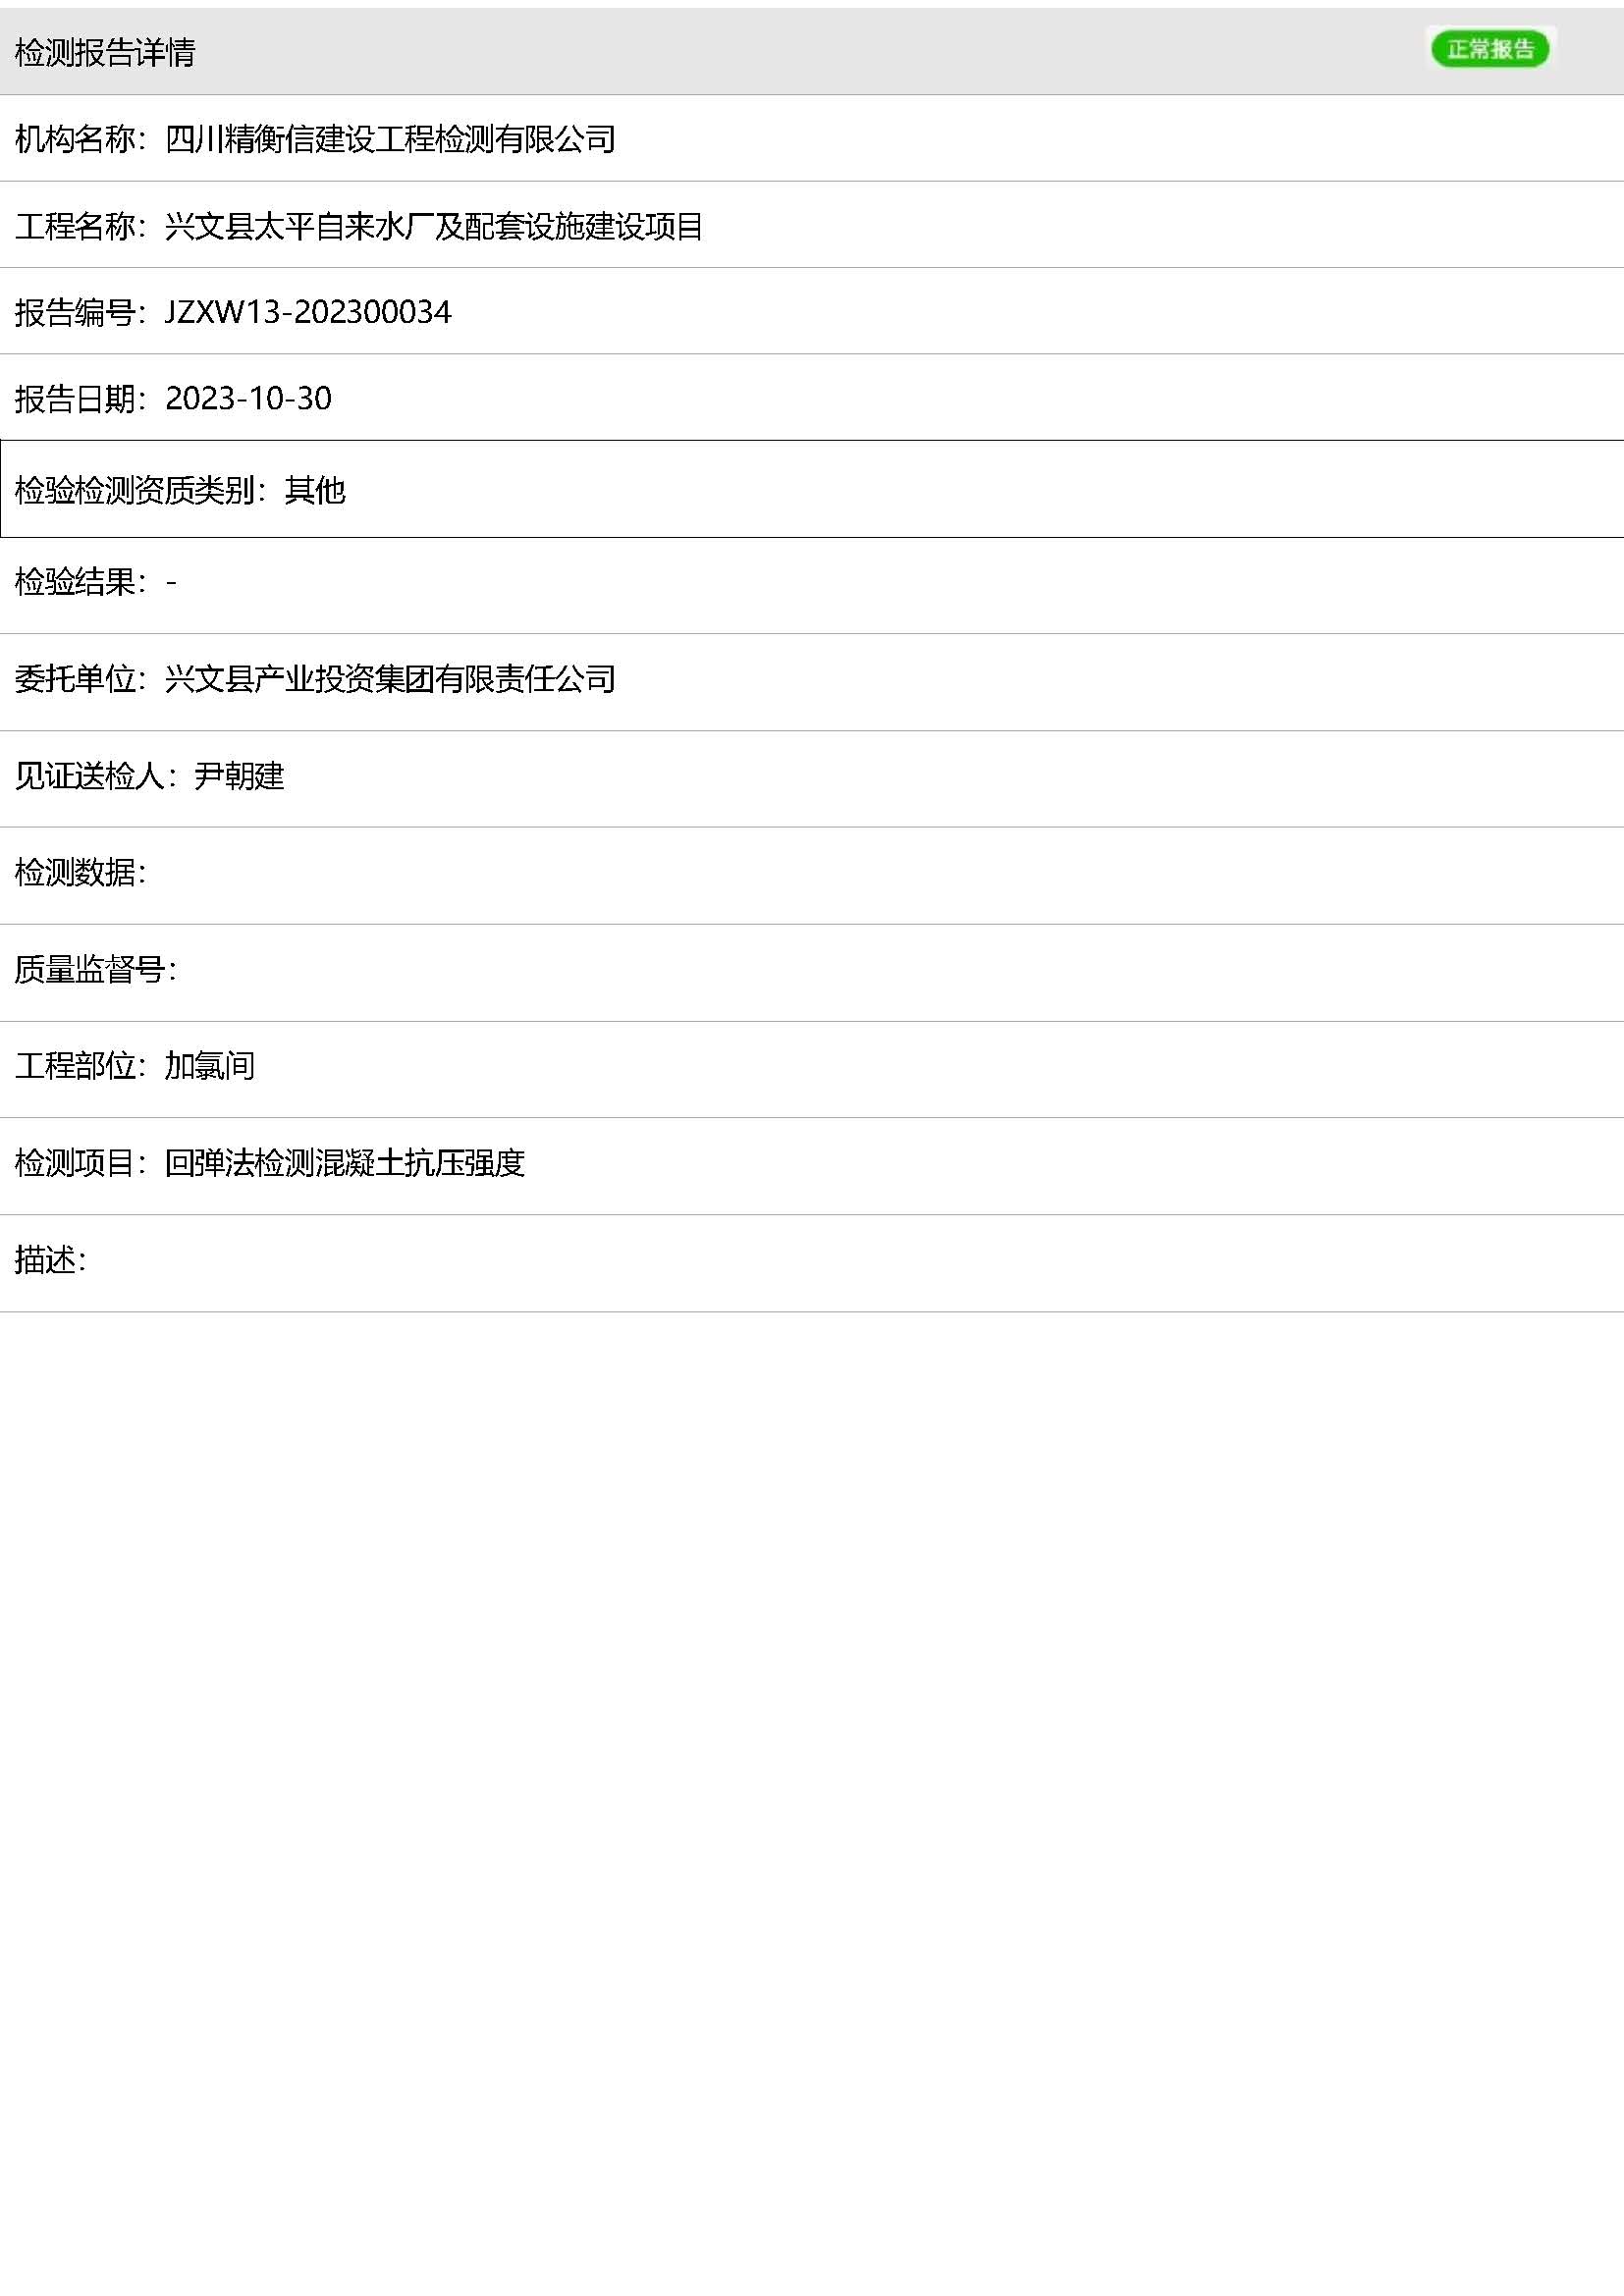 检测报告详情 正常报告
机构名称：四川精衡信建设工程检测有限公司
工程名称：兴文县太平自来水厂及配套设施建设项目
报告编号：JZXW13-202300034
报告日期：2023-10-30
检验检测资质类别：其他
检验结果：-
委托单位：兴文县产业投资集团有限责任公司
见证送检人：尹朝建
检测数据：
质量监督号：
工程部位：加氯间
检测项目：回弹法检测混凝土抗压强度
描述：